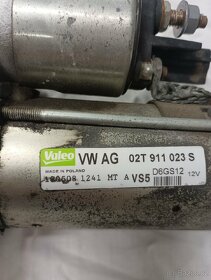 Valeo VW AG 02T 911 023 S
MADE IN POLAND D6GS12 12V
1241 MT A VS5